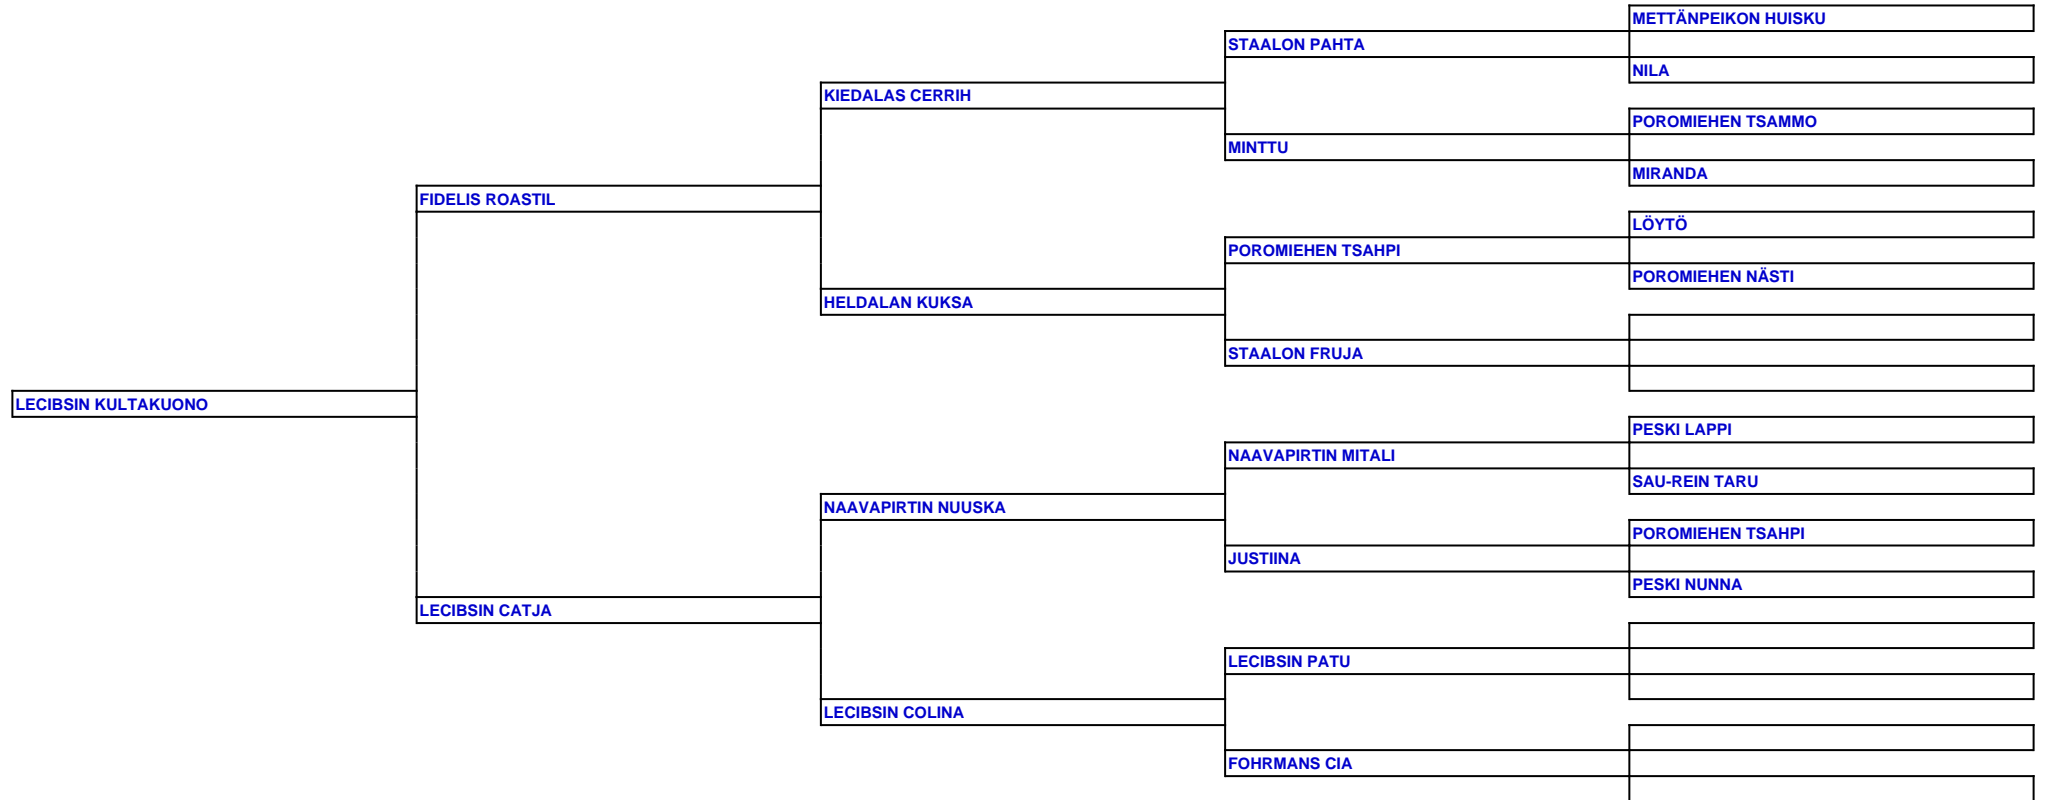 METTÄNPEIKON HUISKU
STAALON PAHTA
NILA
KIEDALAS CERRIH
POROMIEHEN TSAMMO
MINTTU
MIRANDA
FIDELIS ROASTIL
LÖYTÖ
POROMIEHEN TSAHPI
POROMIEHEN NÄSTI
HELDALAN KUKSA
STAALON FRUJA
LECIBSIN KULTAKUONO
PESKI LAPPI
NAAVAPIRTIN MITALI
SAU-REIN TARU
NAAVAPIRTIN NUUSKA
POROMIEHEN TSAHPI
JUSTIINA
PESKI NUNNA
LECIBSIN CATJA
LECIBSIN PATU
LECIBSIN COLINA
FOHRMANS CIA